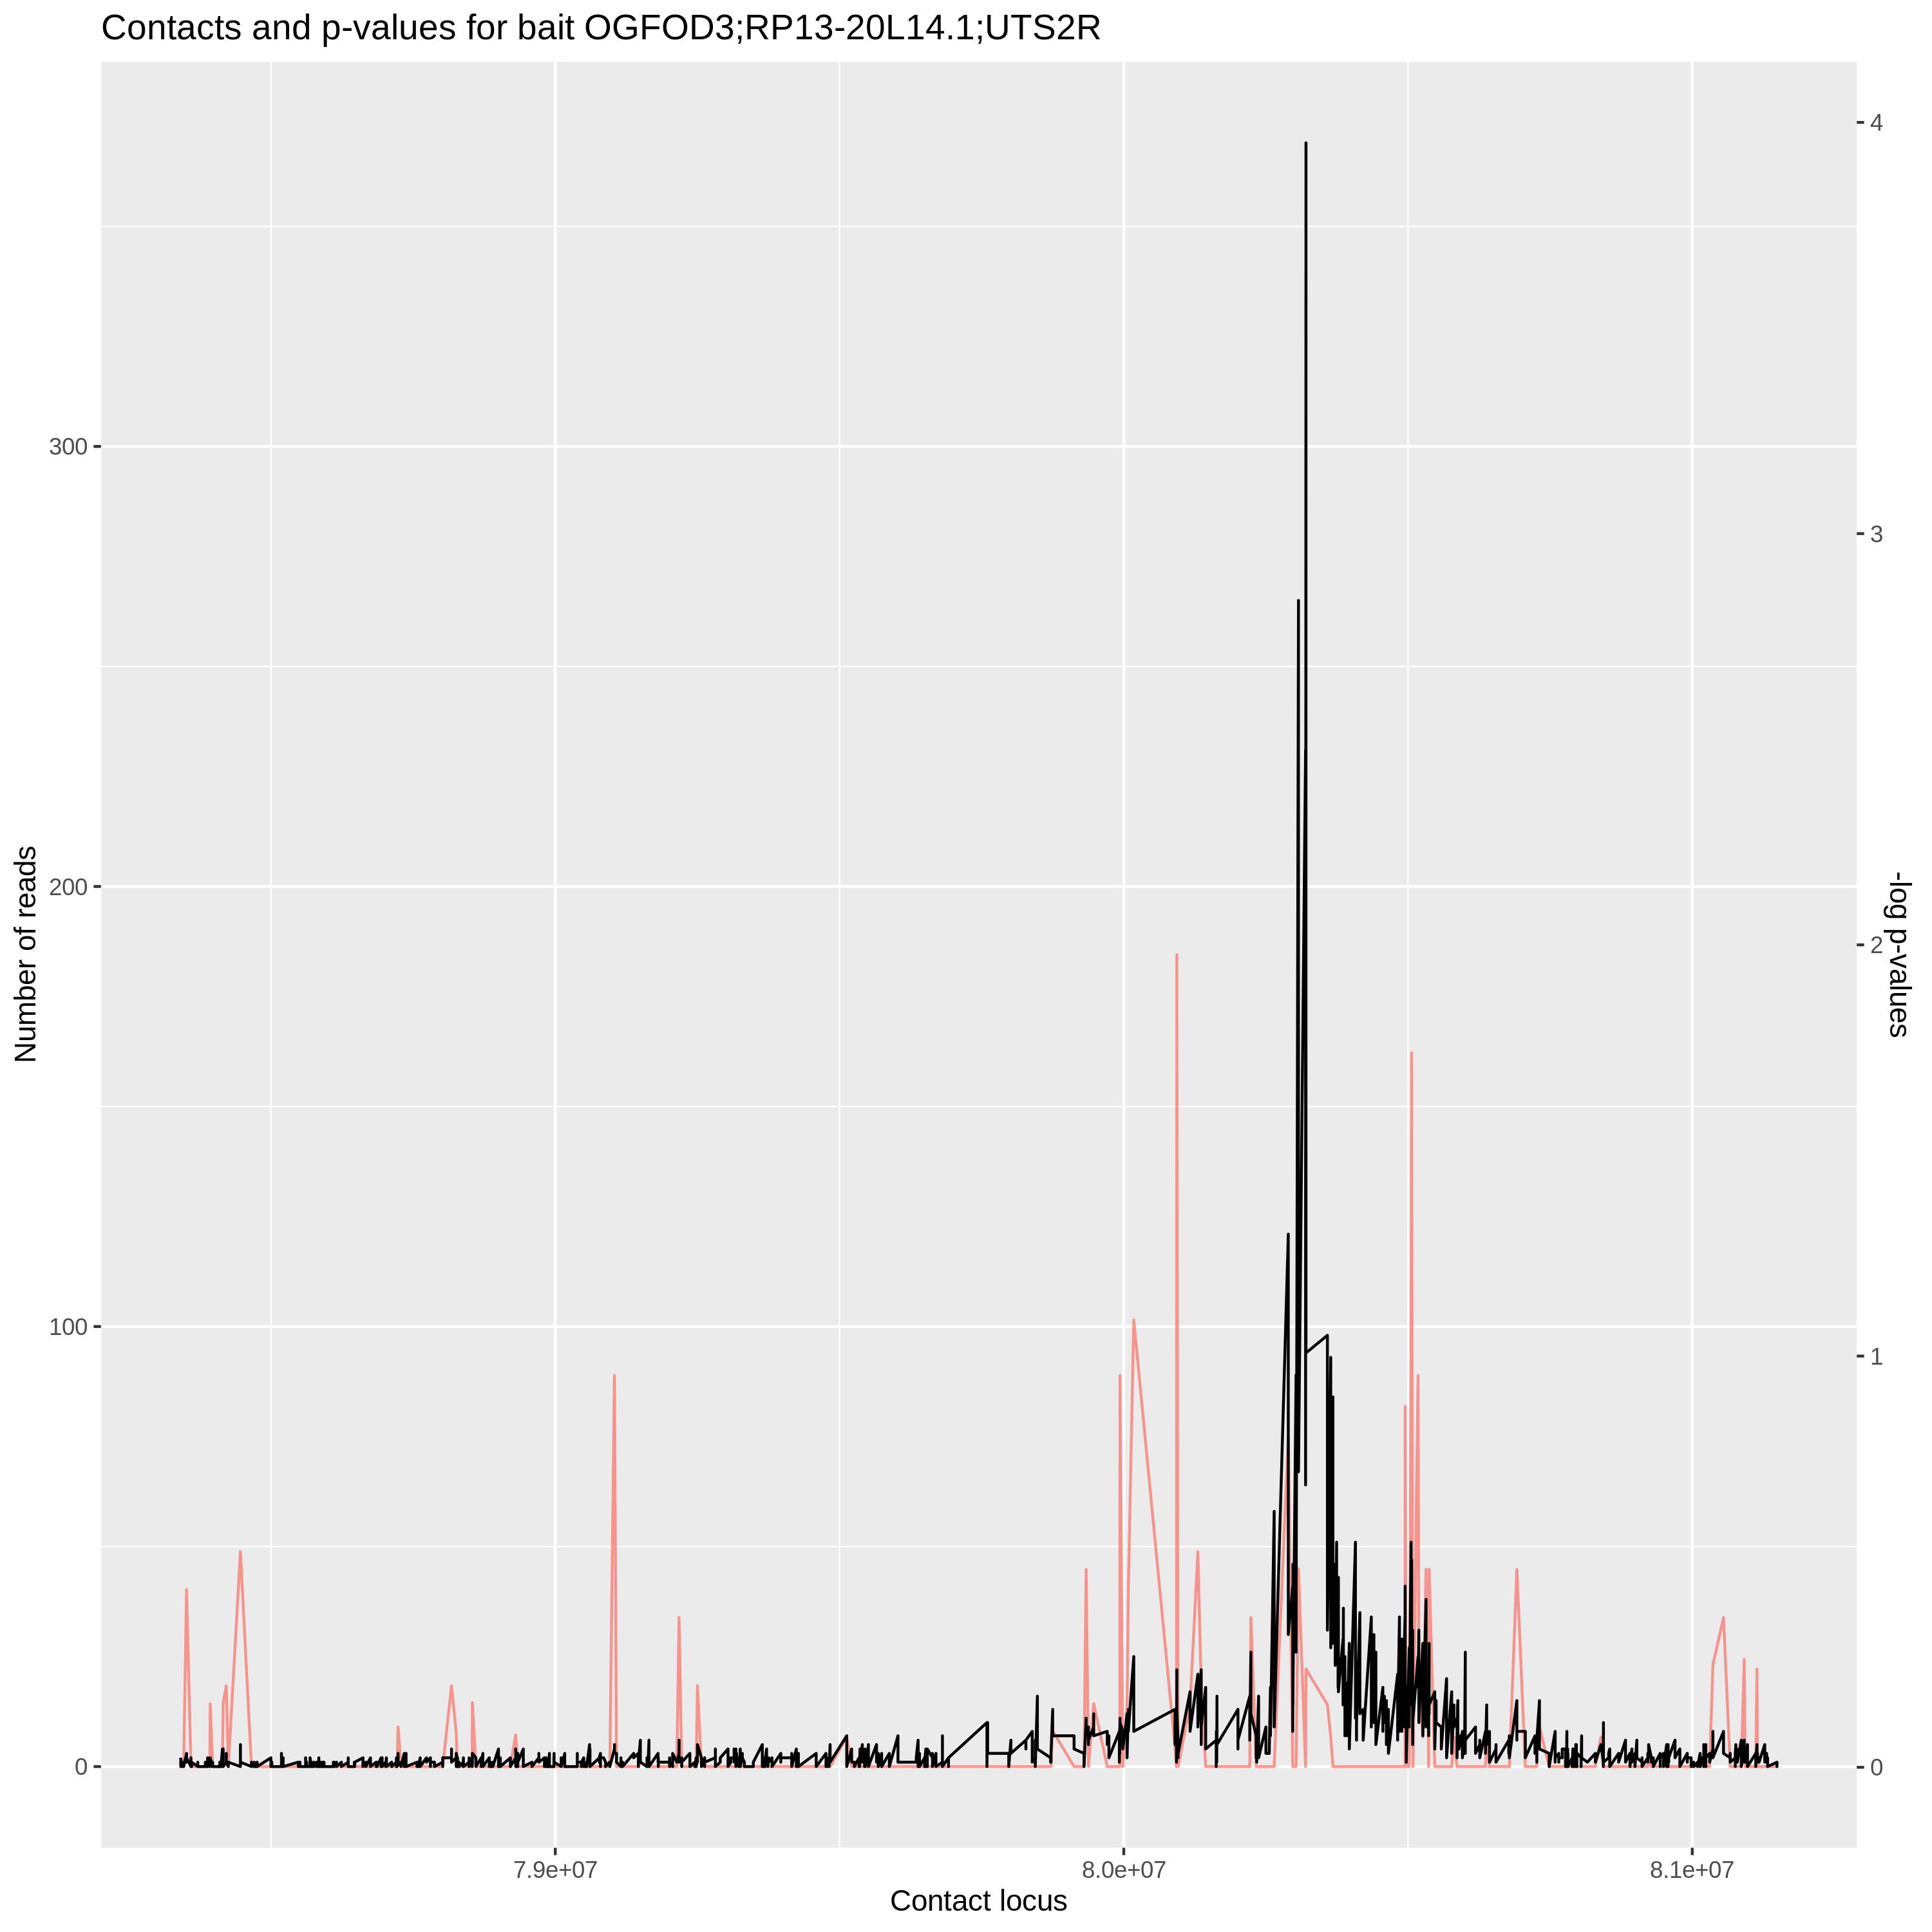 Contacts and p-values for bait OGFOD3;RP13-20L14.1;UTS2R
Number of reads
300
200
100
0
4
3
2
1
0
-log p-values
7.9e+07
8.0e+07
8.1e+07
Contact locus